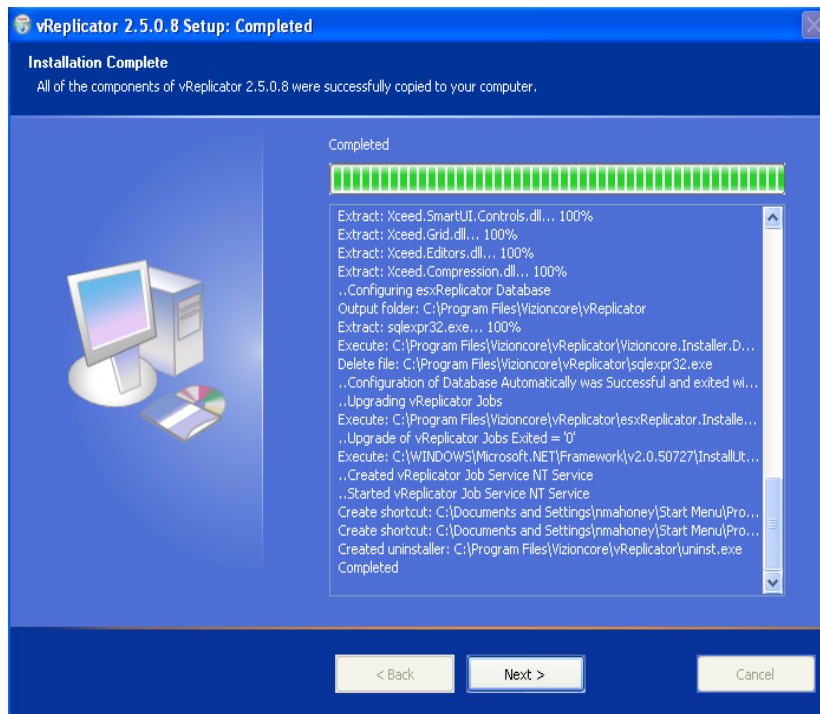 vReplicator 2.5.0.8 Setup: Completed
Installation Complete
All of the components of vReplicator 2.5.0.8 were successfully copied to your computer.
Completed
Extract: Xceed.SmartUI.Controls.dll... 100%
Extract: Xceed.Grid.dll... 100%
Extract: Xceed.Editors.dll... 100%
Extract: Xceed.Compression.dll... 100%
..Configuring esxReplicator Database
Output folder: C:\Program Files\Vizioncore\vReplicator
Extract: sqlexpr32.exe... 100%
Execute: C:\Program Files\Vizioncore\vReplicator\Vizioncore.Installer.D...
Delete file: C:\Program Files\Vizioncore\vReplicator\sqlexpr32.exe
..Configuration of Database Automatically was Successful and exited wi...
..Upgrading vReplicator Jobs
Execute: C:\Program Files\Vizioncore\vReplicator\esxReplicator.Installe...
..Upgrade of vReplicator Jobs Exited = '0'
Execute: C:\WINDOWS\Microsoft.NET\Framework\v2.0.50727\InstallUt...
..Created vReplicator Job Service NT Service
..Started vReplicator Job Service NT Service
Create shortcut: C:\Documents and Settings\nmahoney\Start Menu\Pro...
Create shortcut: C:\Documents and Settings\nmahoney\Start Menu\Pro...
Created uninstaller: C:\Program Files\Vizioncore\vReplicator\uninst.exe
Completed
< Back
Next >
Cancel